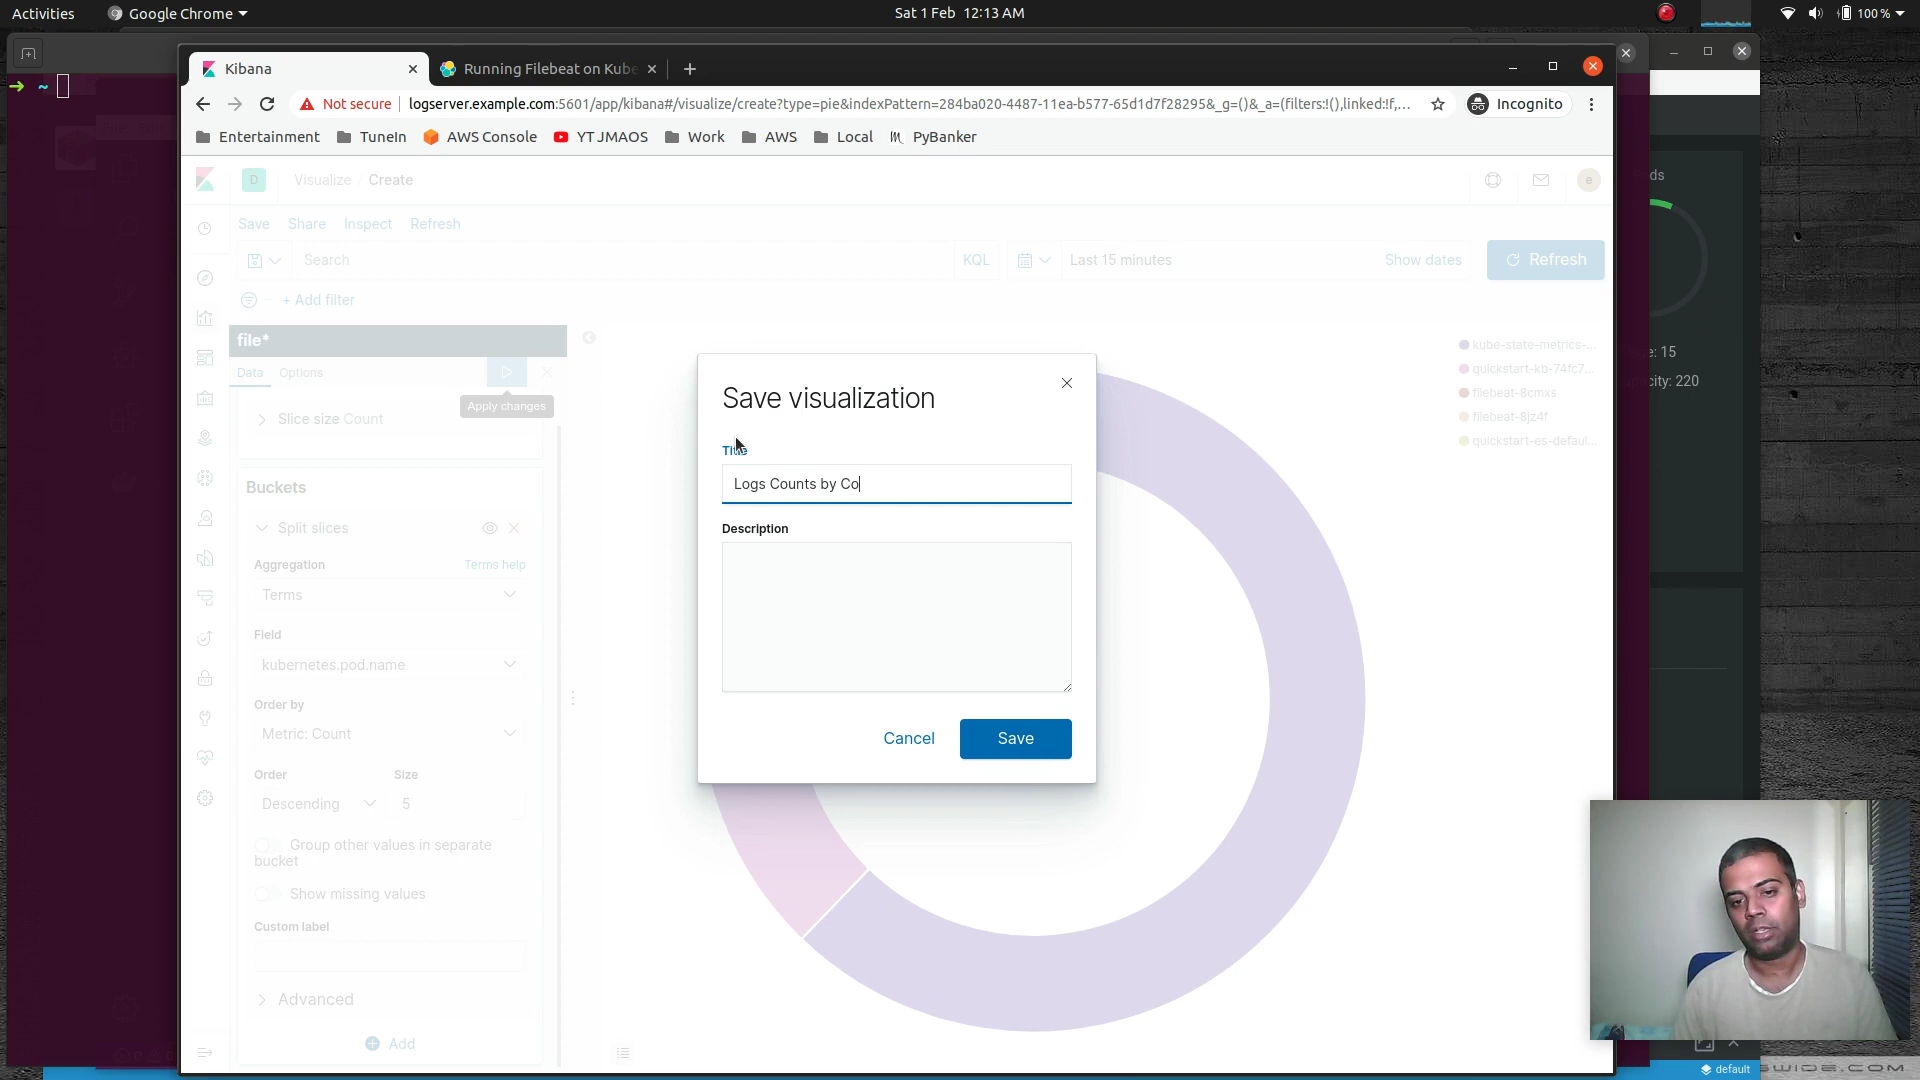 Activities
Google Chrome
Sat 1 Feb 12:13 AM
100 %
Kibana
Running Filebeat on Kube
Not secure
logserver.example.com:5601/app/kibana#/visualize/create?type=pie&indexPattern=284ba020-4487-11ea-b577-65d1d7f28295&_g=()&_a=(filters:!(),linked:!f,...
Incognito
Entertainment
TuneIn
AWS Console
YT JMAOS
Work
AWS
Local
PyBanker
D
Visualize / Create
e
Save
Share
Inspect
Refresh
Search
KQL
Last 15 minutes
Show dates
Refresh
+ Add filter
file*
Data
Options
Apply changes
Slice size Count
Buckets
Split slices
Aggregation
Terms help
Terms
Field
kubernetes.pod.name
Order by
Metric: Count
Order
Size
Descending
5
Group other values in separate
bucket
Show missing values
Custom label
Advanced
Add
Save visualization
Title
Logs Counts by Co
Description
Cancel
Save
kube-state-metrics-...
quickstart-kb-74fc7...
filebeat-8cmxs
filebeat-8jz4f
quickstart-es-defaul...
ds
: 15
city: 220
default
SWIDE.COM